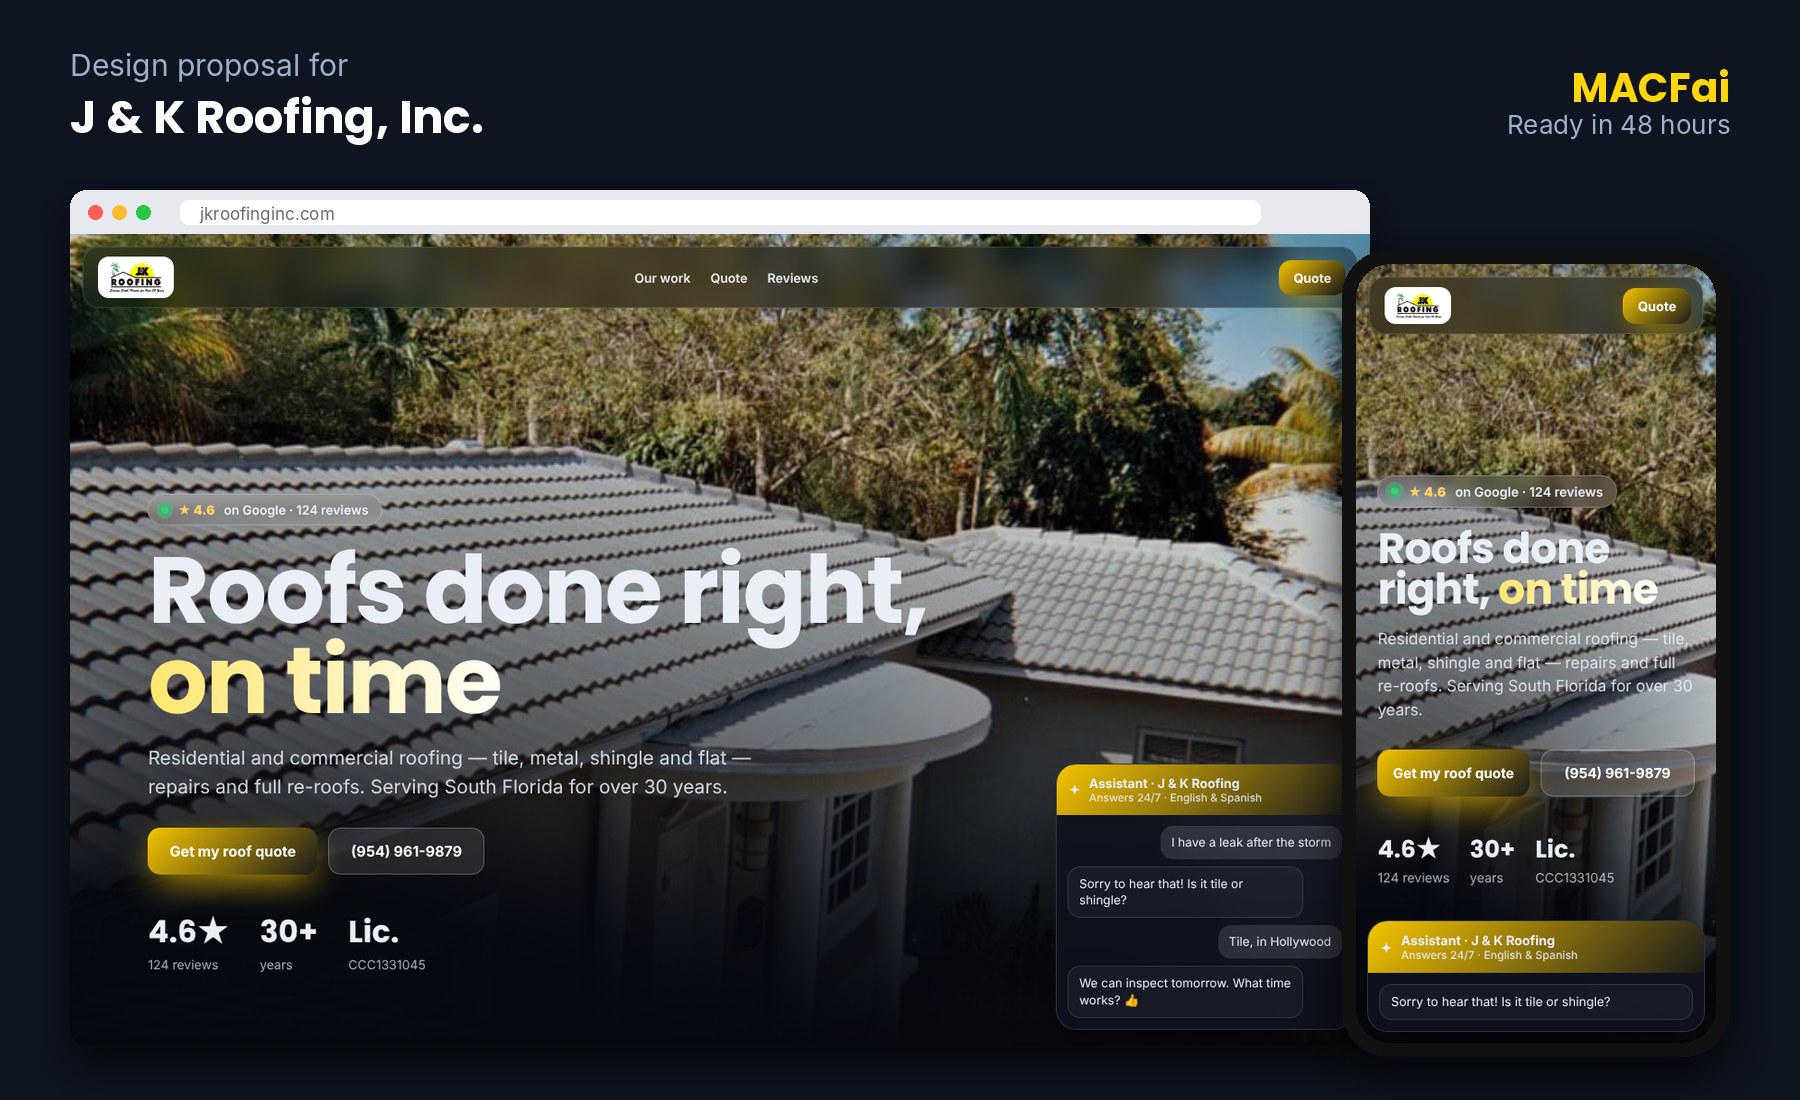 Design proposal for
J & K Roofing, Inc.
MACFai
Ready in 48 hours
jkroofinginc.com
J&K
ROOFING
Our work Quote Reviews
Quote
★ 4.6 on Google · 124 reviews
Roofs done right,
on time
Residential and commercial roofing — tile, metal, shingle and flat —
repairs and full re-roofs. Serving South Florida for over 30 years.
Get my roof quote
(954) 961-9879
4.6★ 30+ Lic.
124 reviews years CCC1331045
Assistant · J & K Roofing
Answers 24/7 · English & Spanish
I have a leak after the storm
Sorry to hear that! Is it tile or
shingle?
Tile, in Hollywood
We can inspect tomorrow. What time
works? 👍
J&K
ROOFING
Quote
★ 4.6 on Google · 124 reviews
Roofs done
right, on time
Residential and commercial roofing — tile,
metal, shingle and flat — repairs and full
re-roofs. Serving South Florida for over 30
years.
Get my roof quote
(954) 961-9879
4.6★ 30+ Lic.
124 reviews years CCC1331045
Assistant · J & K Roofing
Answers 24/7 · English & Spanish
Sorry to hear that! Is it tile or shingle?